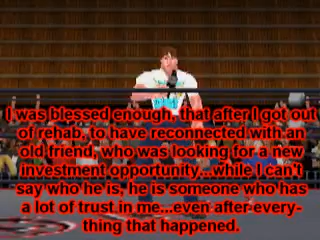 I was blessed enough, that after I got out
of rehab, to have reconnected with an
old friend, who was looking for a new
investment opportunity...while I can't
say who he is, he is someone who has
a lot of trust in me...even after every-
thing that happened.